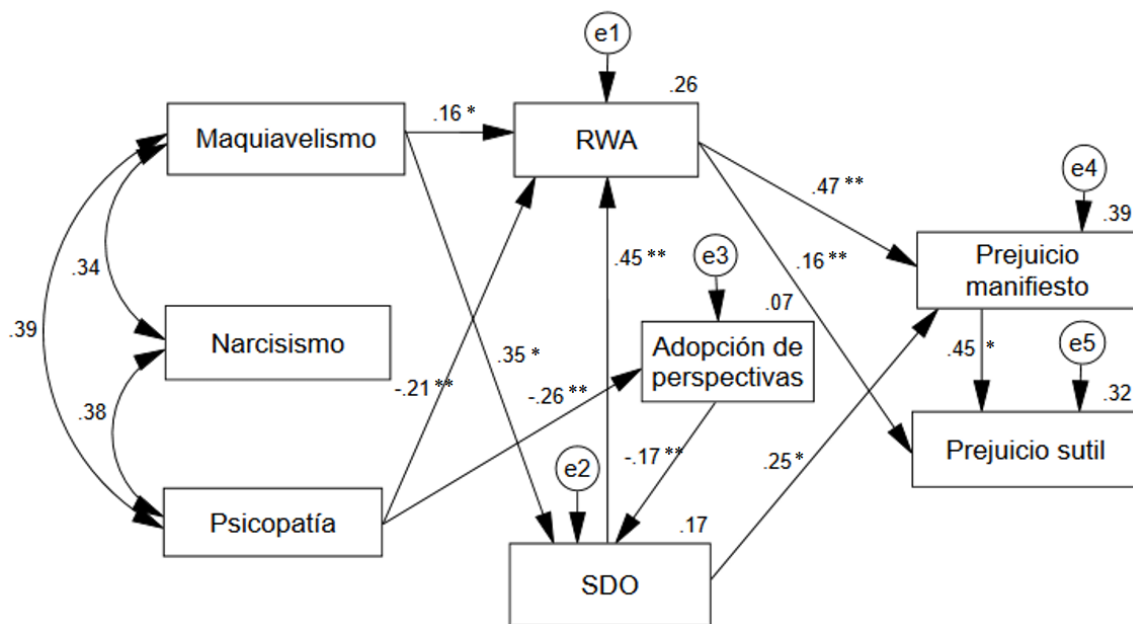 e1
.26
.16 *
Maquiavelismo
RWA
e4
.47 **
.39
e3
Prejuicio
manifiesto
.34
.45 **
.16 **
.07
Narcisismo
.39
Adopción de
perspectivas
.35 *
.45 *
e5
-.21 **
-.26 **
.32
.38
Prejuicio sutil
-.17 **
.25 *
e2
Psicopatía
.17
SDO